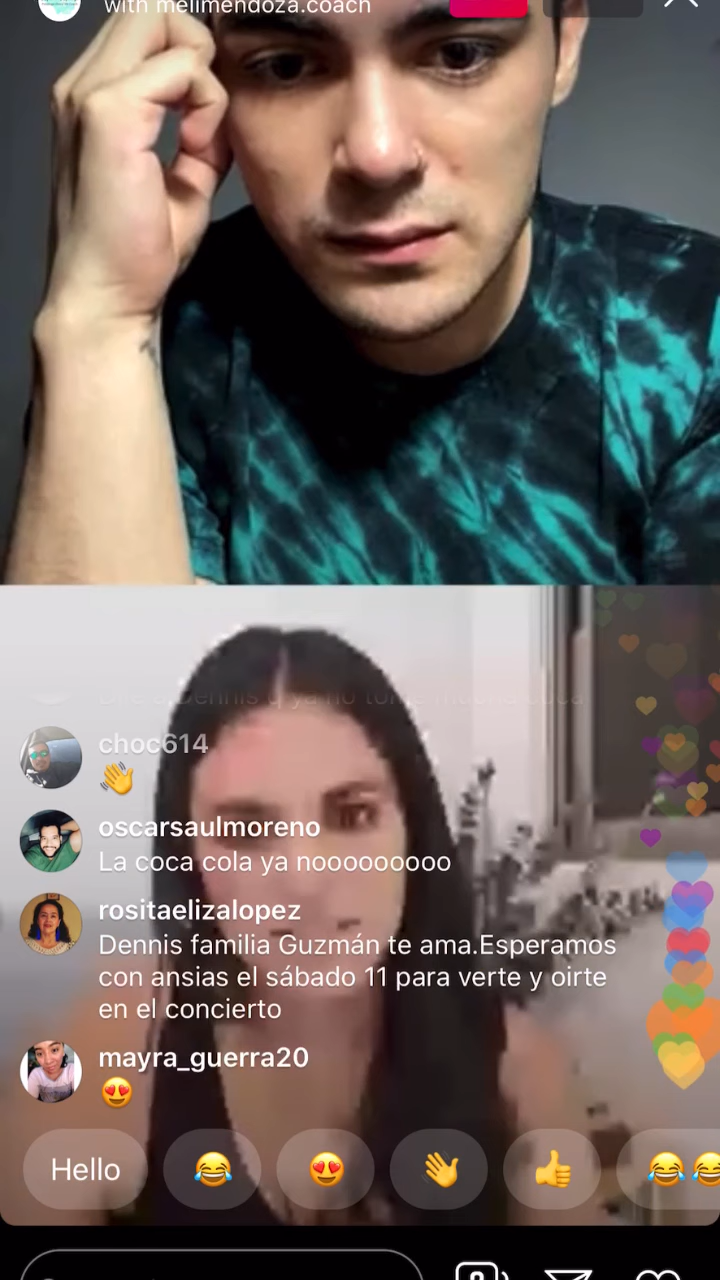 with melimendoza.coach
choc614
👋
oscarsaulmoreno
La coca cola ya nooooooooo
rositaelizalopez
Dennis familia Guzmán te ama.Esperamos
con ansias el sábado 11 para verte y oirte
en el concierto
mayra_guerra20
😍
Hello 😂 😍 👋 👍 😂😂